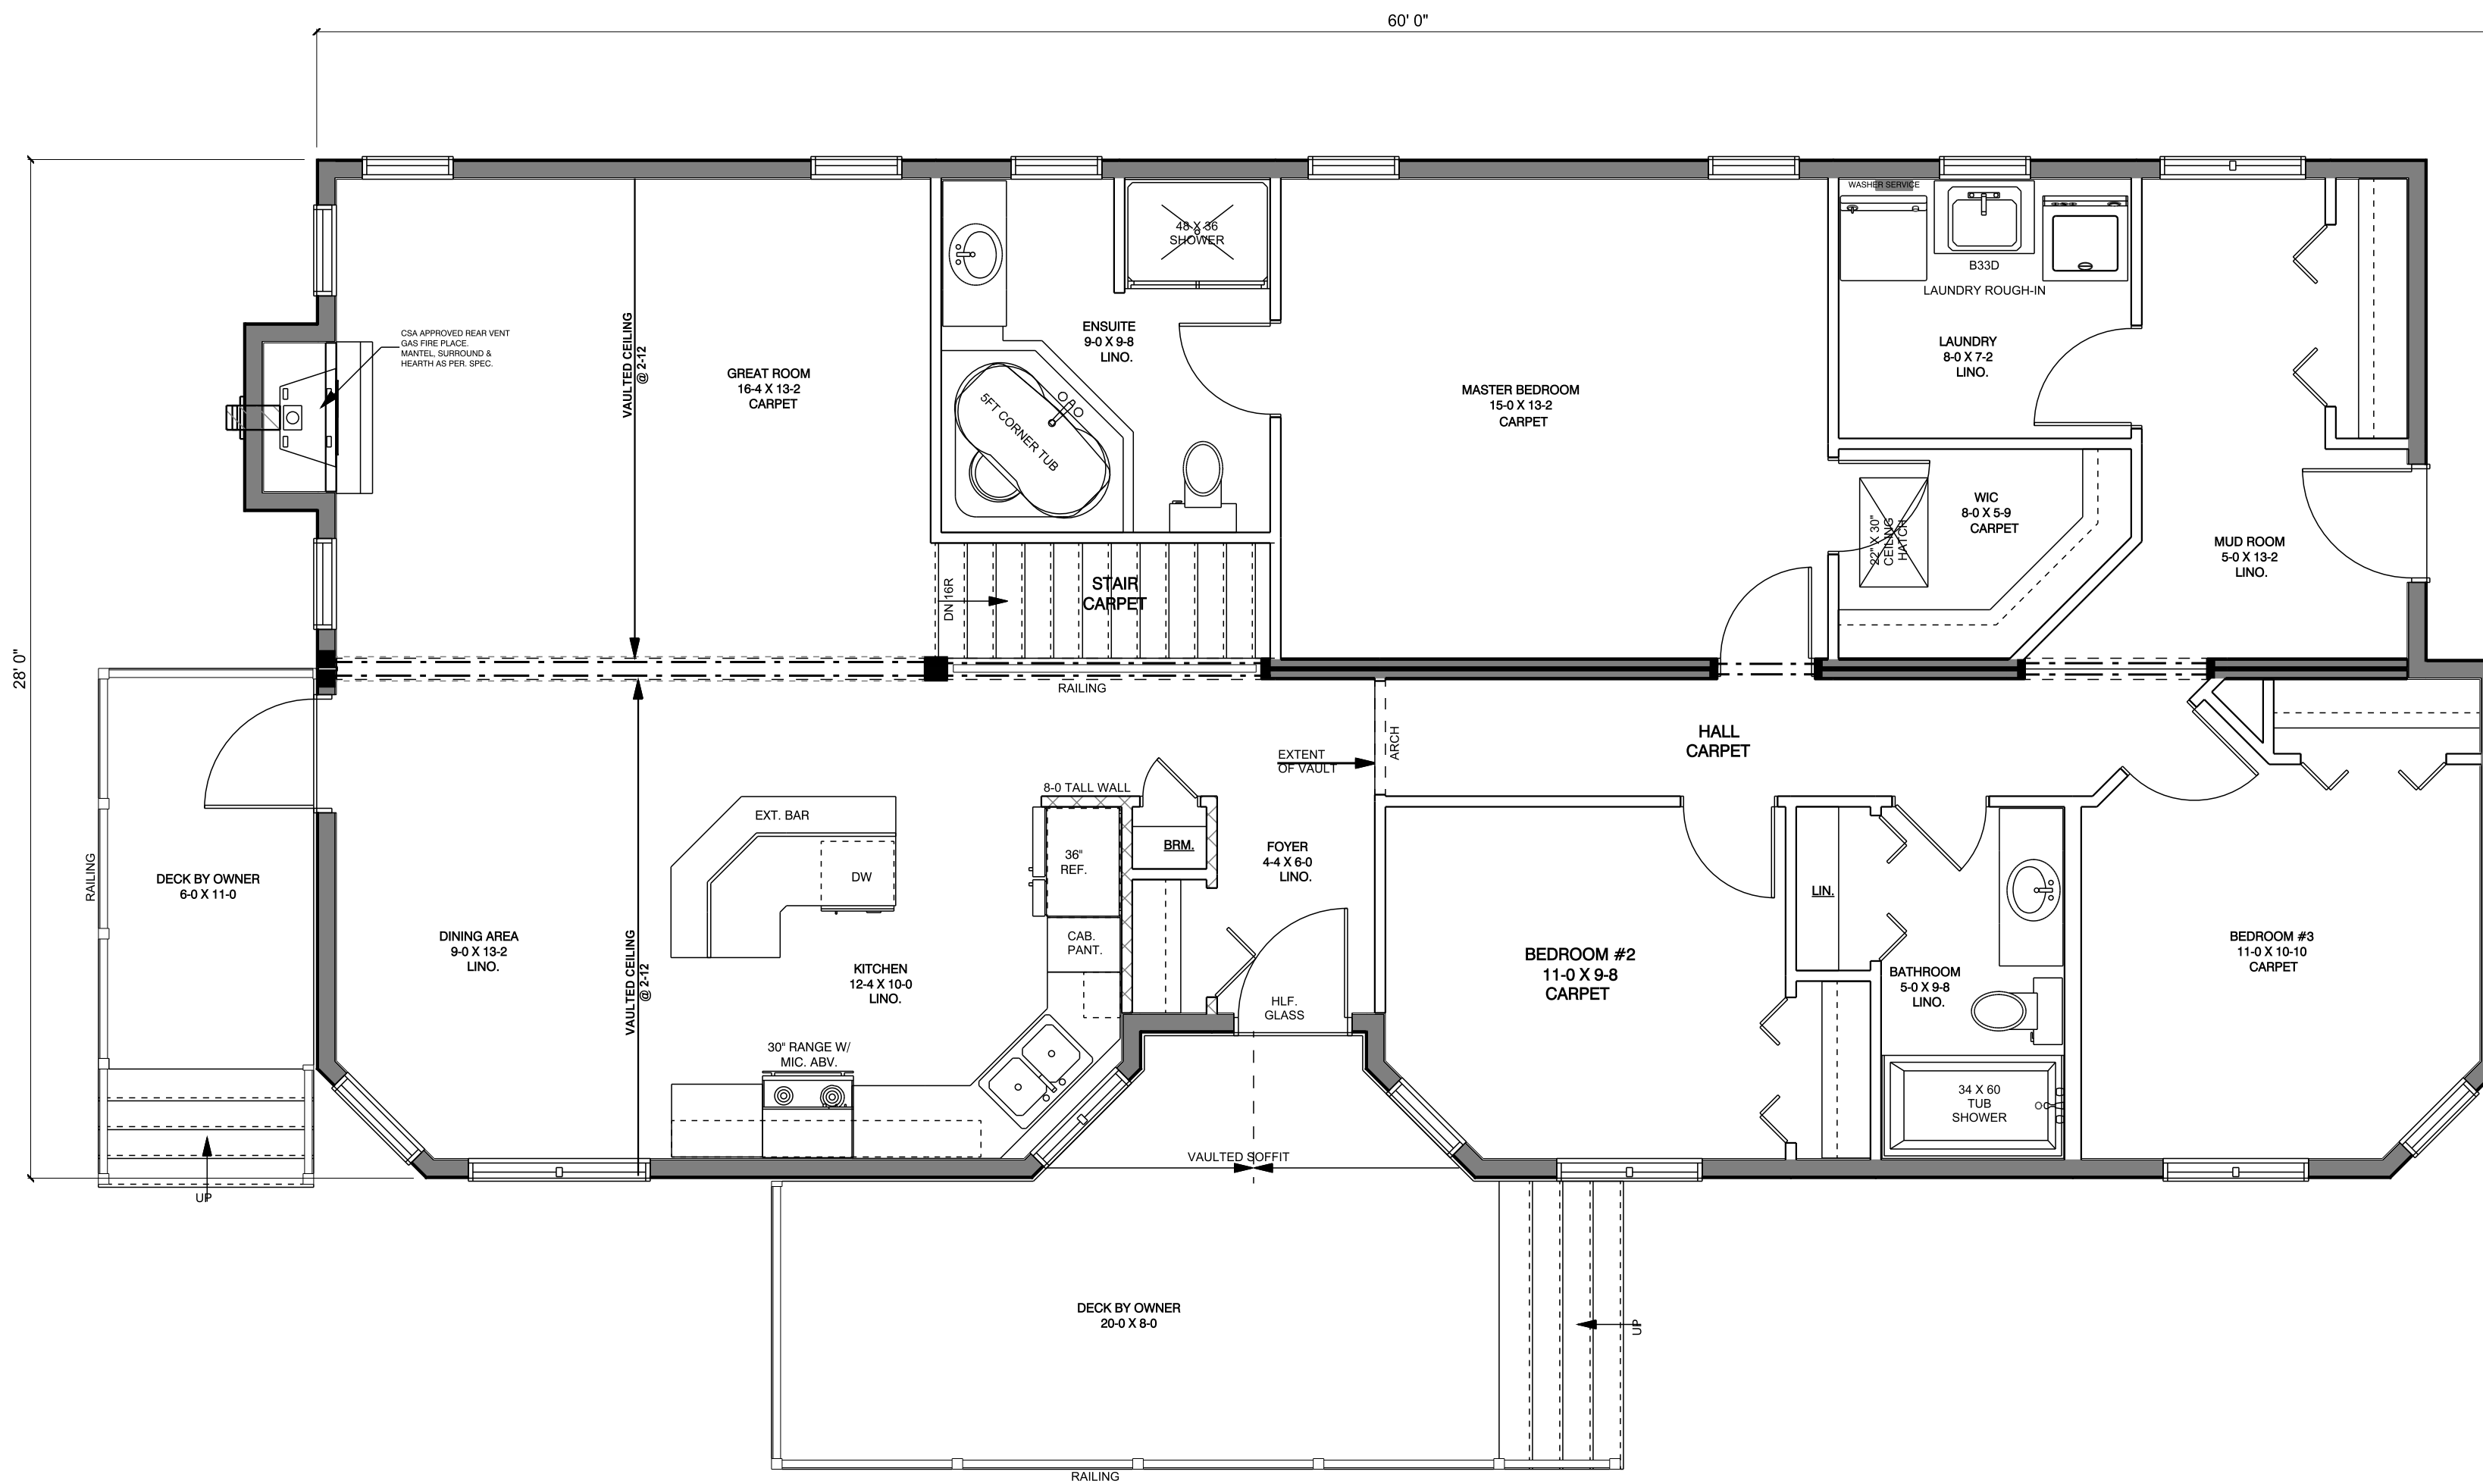 60' 0"
28' 0"
WASHER SERVICE
48 X 36
SHOWER
B33D
LAUNDRY ROUGH-IN
CSA APPROVED REAR VENT
GAS FIRE PLACE.
MANTEL, SURROUND &
HEARTH AS PER. SPEC.
VAULTED CEILING
@ 2-12
GREAT ROOM
16-4 X 13-2
CARPET
ENSUITE
9-0 X 9-8
LINO.
5FT CORNER TUB
MASTER BEDROOM
15-0 X 13-2
CARPET
LAUNDRY
8-0 X 7-2
LINO.
WIC
8-0 X 5-9
CARPET
22" X 30"
CEILING
HATCH
MUD ROOM
5-0 X 13-2
LINO.
DN 16R
STAIR
CARPET
RAILING
HALL
CARPET
ARCH
EXTENT
OF VAULT
8-0 TALL WALL
EXT. BAR
DW
36"
REF.
BRM.
FOYER
4-4 X 6-0
LINO.
CAB.
PANT.
RAILING
DECK BY OWNER
6-0 X 11-0
DINING AREA
9-0 X 13-2
LINO.
VAULTED CEILING
@ 2-12
KITCHEN
12-4 X 10-0
LINO.
30" RANGE W/
MIC. ABV.
HLF.
GLASS
BEDROOM #2
11-0 X 9-8
CARPET
LIN.
BATHROOM
5-0 X 9-8
LINO.
34 X 60
TUB
SHOWER
BEDROOM #3
11-0 X 10-10
CARPET
VAULTED SOFFIT
UP
DECK BY OWNER
20-0 X 8-0
UP
RAILING